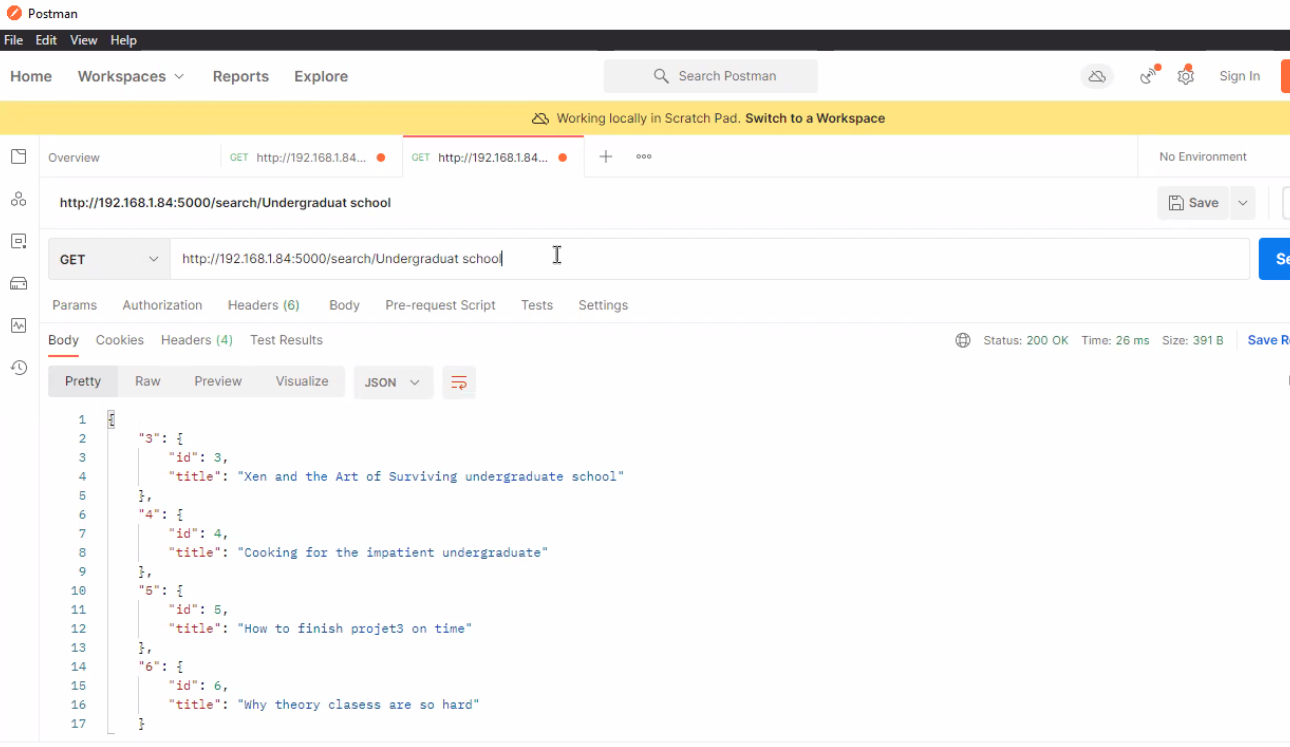 Postman
File Edit View Help
Home Workspaces Reports Explore Search Postman Sign In
Working locally in Scratch Pad. Switch to a Workspace
Overview GET http://192.168.1.84... GET http://192.168.1.84... No Environment
http://192.168.1.84:5000/search/Undergraduat school Save
GET http://192.168.1.84:5000/search/Undergraduat school Se
Params Authorization Headers (6) Body Pre-request Script Tests Settings
Body Cookies Headers (4) Test Results Status: 200 OK Time: 26 ms Size: 391 B Save R
Pretty Raw Preview Visualize JSON
1 {
2 "3": {
3 "id": 3,
4 "title": "Xen and the Art of Surviving undergraduate school"
5 },
6 "4": {
7 "id": 4,
8 "title": "Cooking for the impatient undergraduate"
9 },
10 "5": {
11 "id": 5,
12 "title": "How to finish projet3 on time"
13 },
14 "6": {
15 "id": 6,
16 "title": "Why theory clasess are so hard"
17 }